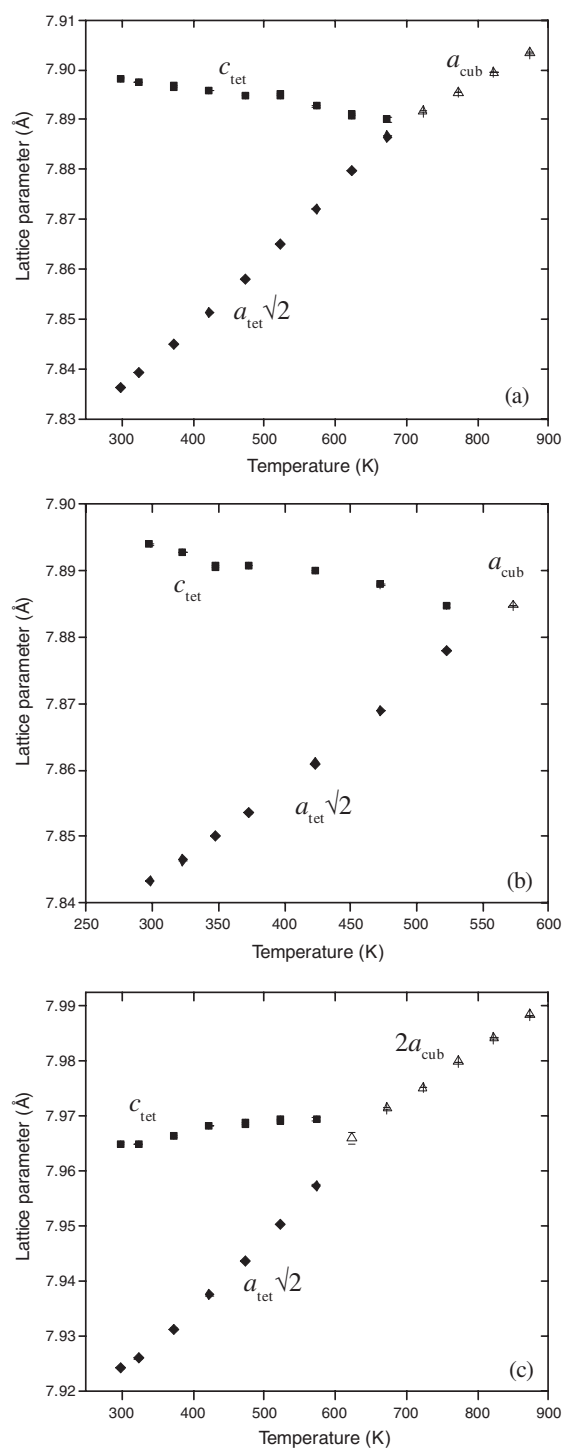 7.91
7.90
7.89
7.88
7.87
7.86
7.85
7.84
7.83
Lattice parameter (Å)
c_tet
a_cub
a_tet√2
(a)
300 400 500 600 700 800 900
Temperature (K)
7.90
7.89
7.88
7.87
7.86
7.85
7.84
Lattice parameter (Å)
c_tet
a_cub
a_tet√2
(b)
250 300 350 400 450 500 550 600
Temperature (K)
7.99
7.98
7.97
7.96
7.95
7.94
7.93
7.92
Lattice parameter (Å)
2a_cub
c_tet
a_tet√2
(c)
300 400 500 600 700 800 900
Temperature (K)